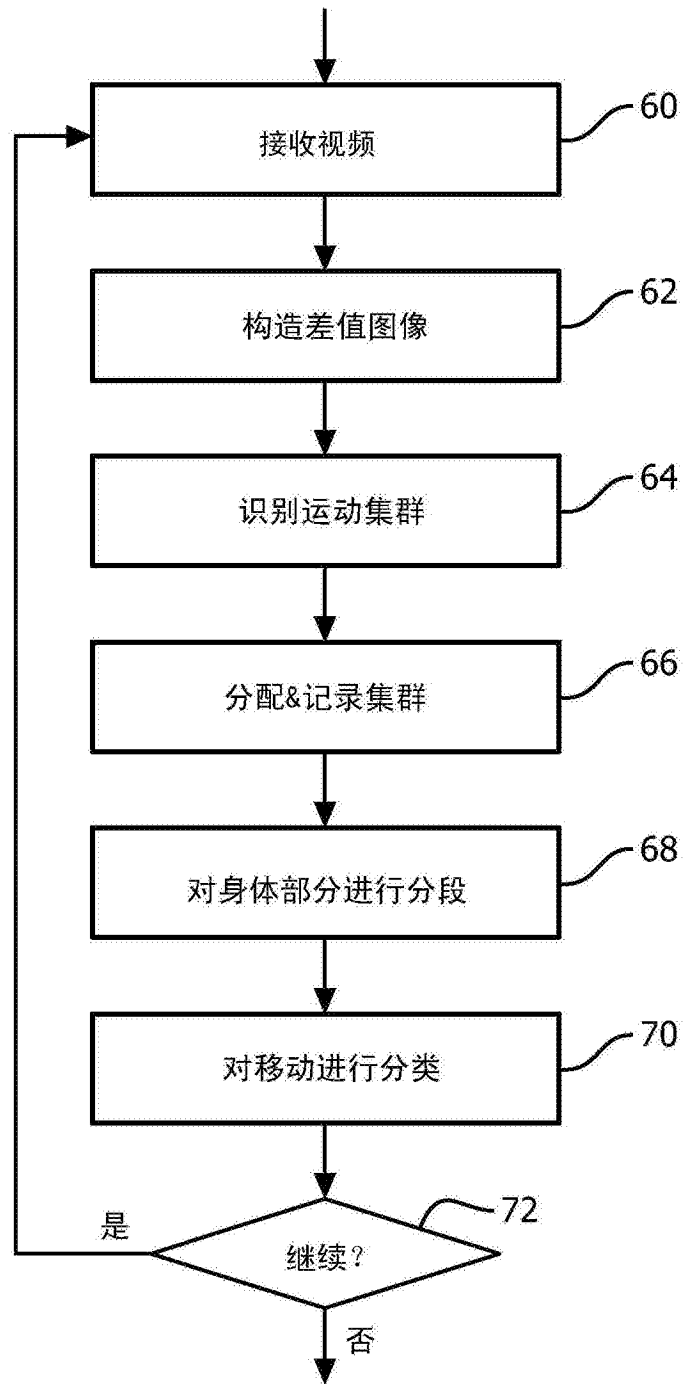 60
接收视频
62
构造差值图像
64
识别运动集群
66
分配&记录集群
68
对身体部分进行分段
70
对移动进行分类
72
是
继续?
否